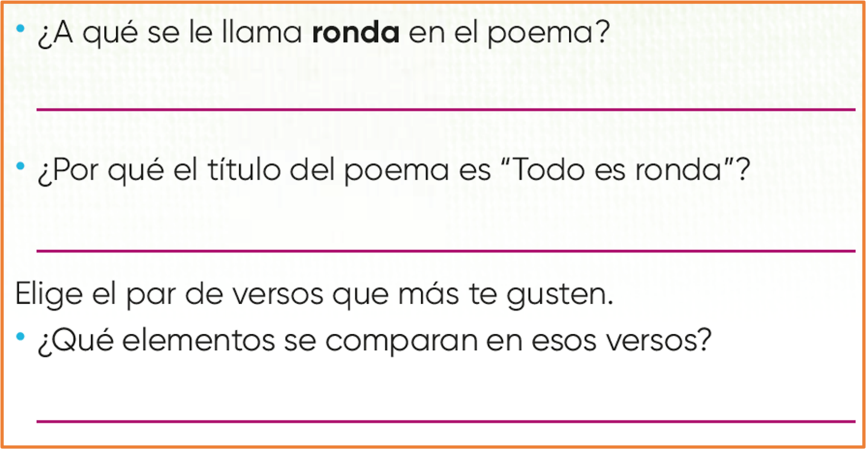 • ¿A qué se le llama ronda en el poema?
• ¿Por qué el título del poema es “Todo es ronda”?
Elige el par de versos que más te gusten.
• ¿Qué elementos se comparan en esos versos?